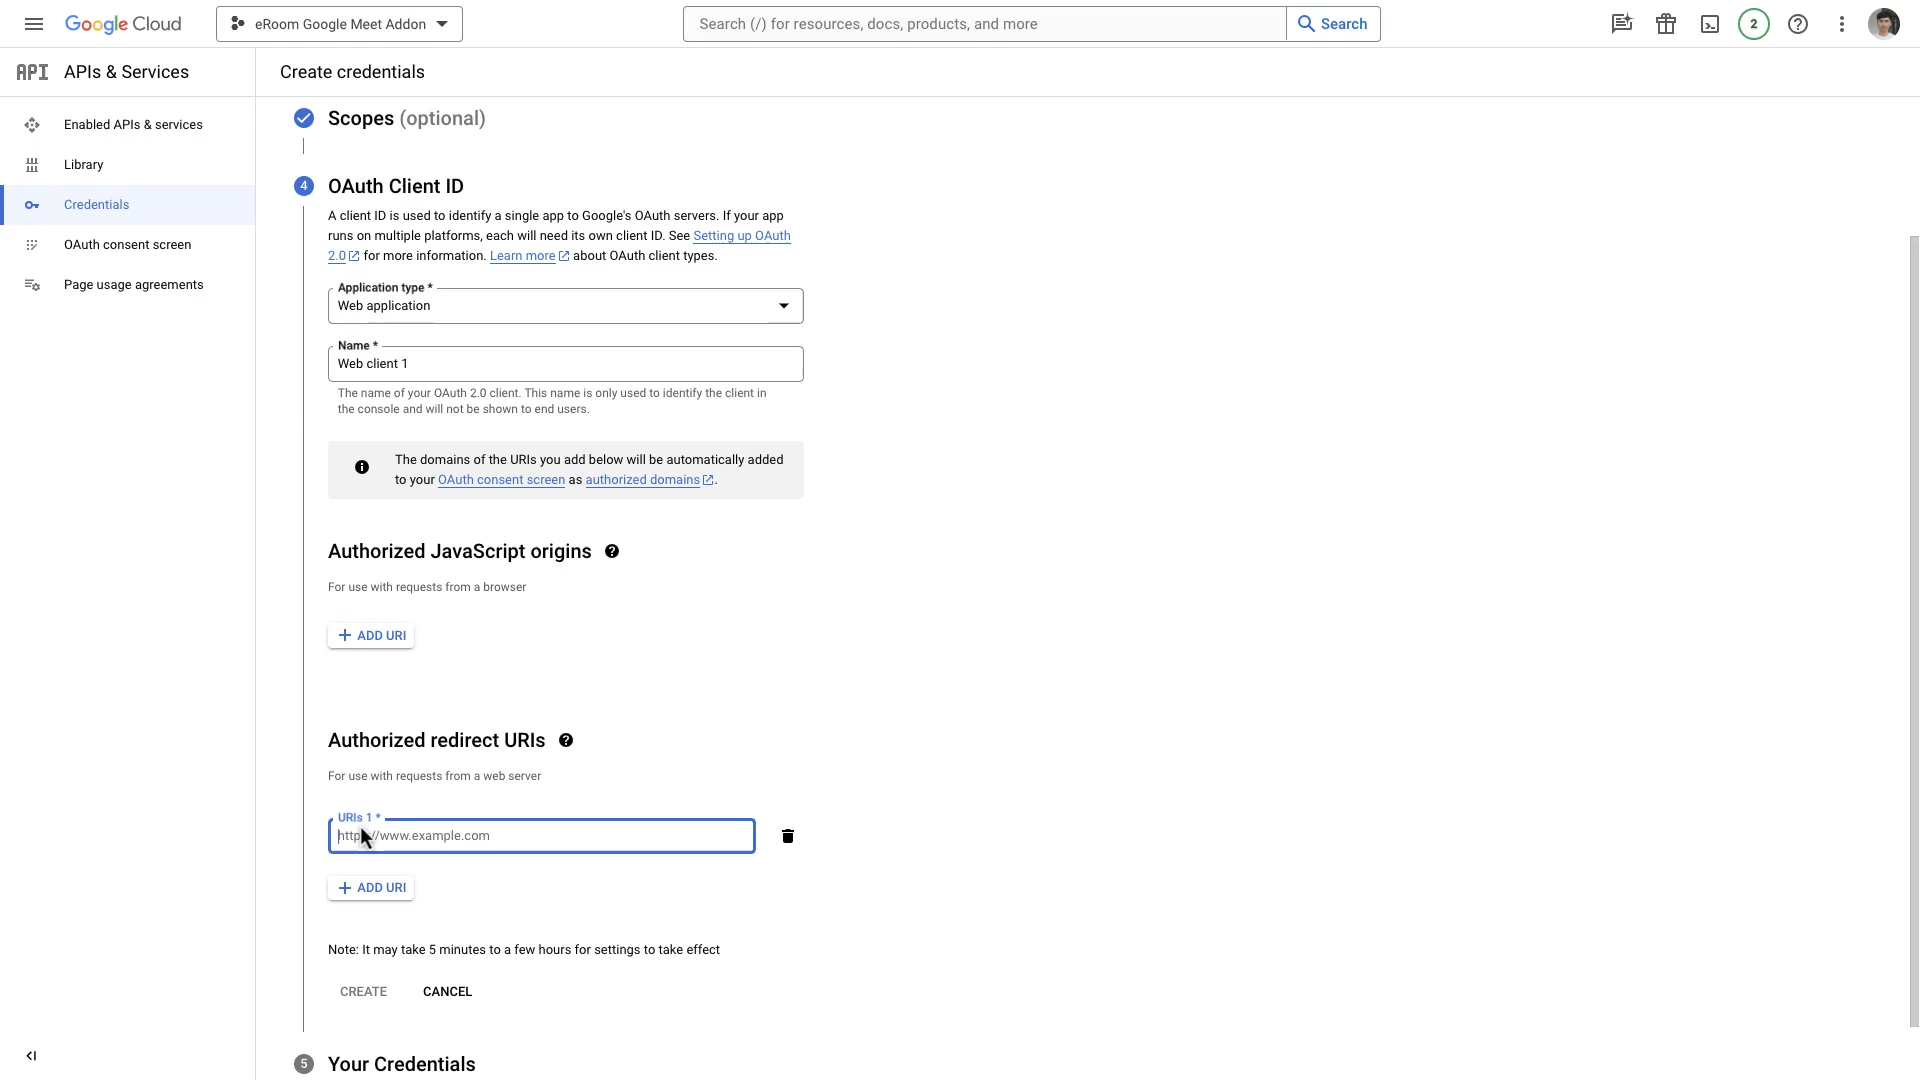 Google Cloud
eRoom Google Meet Addon
Search (/) for resources, docs, products, and more
Search
2
API APIs & Services
Create credentials
Enabled APIs & services
Library
Credentials
OAuth consent screen
Page usage agreements
Scopes (optional)
4 OAuth Client ID
A client ID is used to identify a single app to Google's OAuth servers. If your app
runs on multiple platforms, each will need its own client ID. See Setting up OAuth
2.0 for more information. Learn more about OAuth client types.
Application type *
Web application
Name *
Web client 1
The name of your OAuth 2.0 client. This name is only used to identify the client in
the console and will not be shown to end users.
The domains of the URIs you add below will be automatically added
to your OAuth consent screen as authorized domains.
Authorized JavaScript origins
For use with requests from a browser
+ ADD URI
Authorized redirect URIs
For use with requests from a web server
URIs 1 *
//www.example.com
+ ADD URI
Note: It may take 5 minutes to a few hours for settings to take effect
CREATE
CANCEL
5 Your Credentials